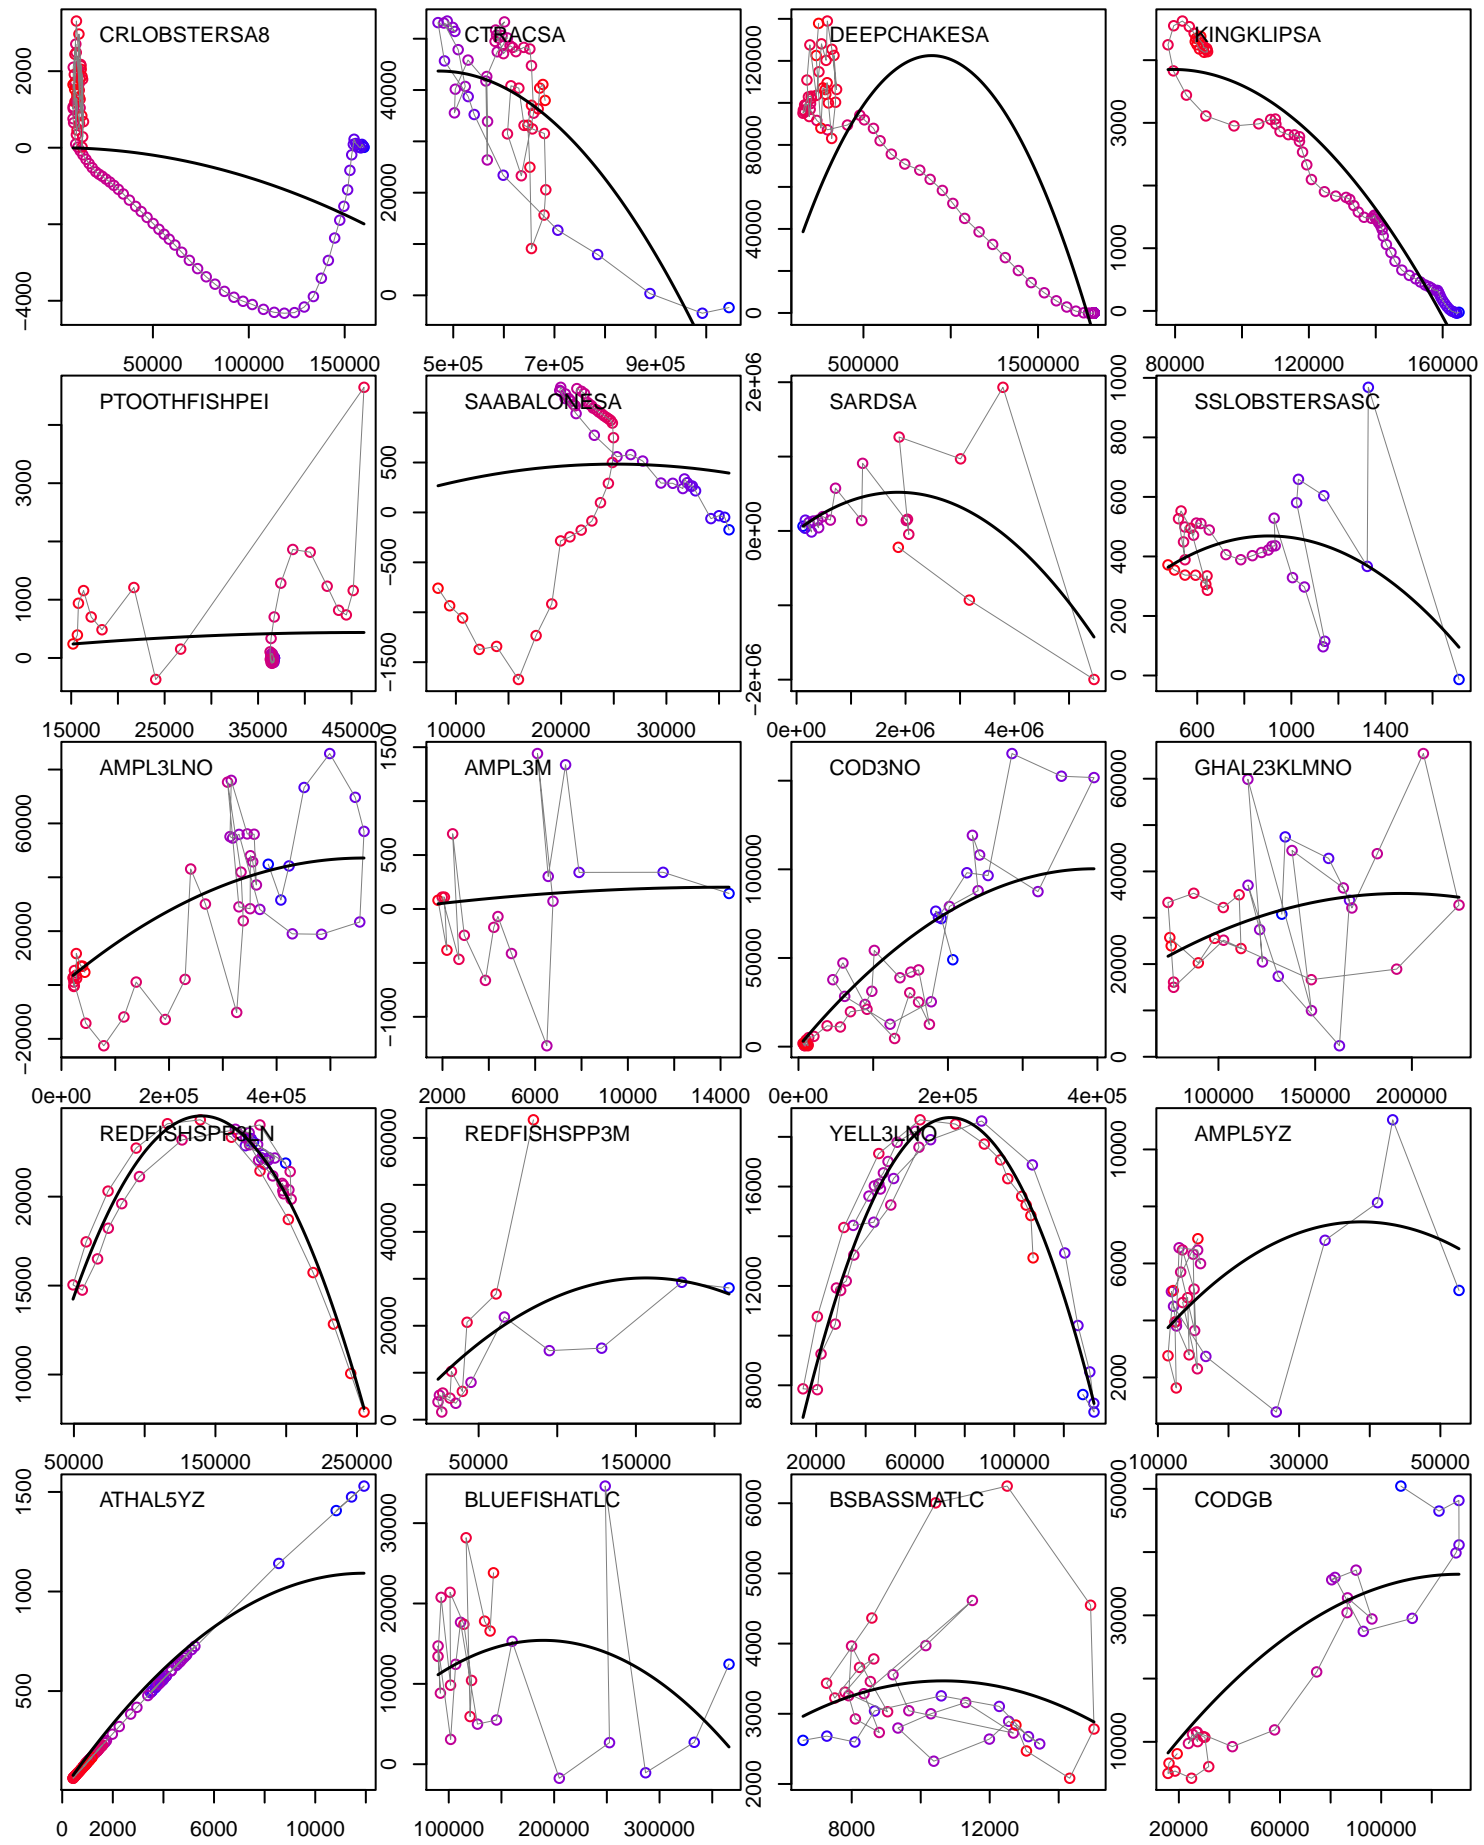 CRLOBSTERSA8
−4000 0 2000
50000 100000 150000
CTRACSA
0 20000 40000
5e+05 7e+05 9e+05
DEEPCHAKESA
0 40000 80000 120000
500000 1500000
KINGKLIPSA
0 1000 3000
80000 120000 160000
PTOOTHFISHPEI
0 1000 3000
15000 25000 35000 45000
SAABALONESA
−1500 −500 0 500
10000 20000 30000
SARDSA
−2e+06 0e+00 2e+06
0e+00 2e+06 4e+06
SSLOBSTERSASC
0 200 400 600 800 1000
600 1000 1400
AMPL3LNO
−20000 20000 60000
0e+00 2e+05 4e+05
AMPL3M
−1000 0 500 1500
2000 6000 10000 14000
COD3NO
0 50000 100000
0e+00 2e+05 4e+05
GHAL23KLMNO
0 20000 40000 60000
100000 150000 200000
REDFISHSPP3LN
10000 15000 20000
50000 150000 250000
REDFISHSPP3M
0 20000 40000 60000
50000 150000
YELL3LNO
8000 12000 16000
20000 60000 100000
AMPL5YZ
2000 6000 10000
10000 30000 50000
ATHAL5YZ
500 1000 1500
0 2000 6000 10000
BLUEFISHATLC
0 10000 20000 30000
100000 200000 300000
BSBASSMATLC
2000 3000 4000 5000 6000
8000 12000
CODGB
10000 30000 50000
20000 60000 100000